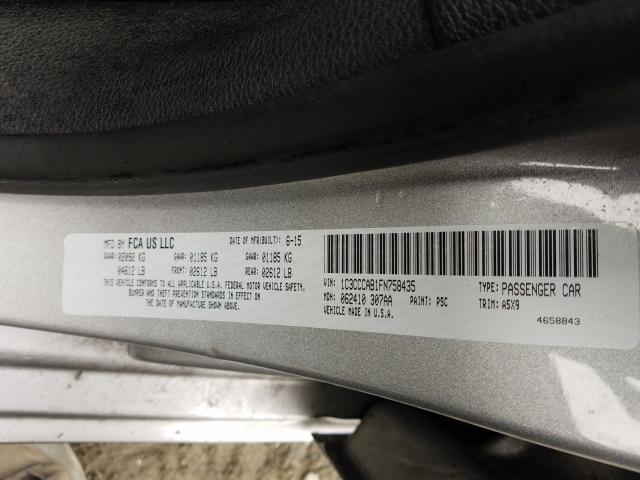 MFD BY FCA US LLC DATE OF MFR(BUILT): 6-15
GVWR: 02092 KG GAWR: 01185 KG GAWR: 01185 KG
04612 LB FRONT: 02612 LB REAR: 02612 LB
THIS VEHICLE CONFORMS TO ALL APPLICABLE U.S.A. FEDERAL MOTOR VEHICLE SAFETY,
BUMPER AND THEFT PREVENTION STANDARDS IN EFFECT ON
THE DATE OF MANUFACTURE SHOWN ABOVE.
VIN: 1C3CCCAB1FN758435 TYPE: PASSENGER CAR
MDH: 062410 307AA PAINT: PSC TRIM: A5X9
VEHICLE MADE IN U.S.A.
4658843